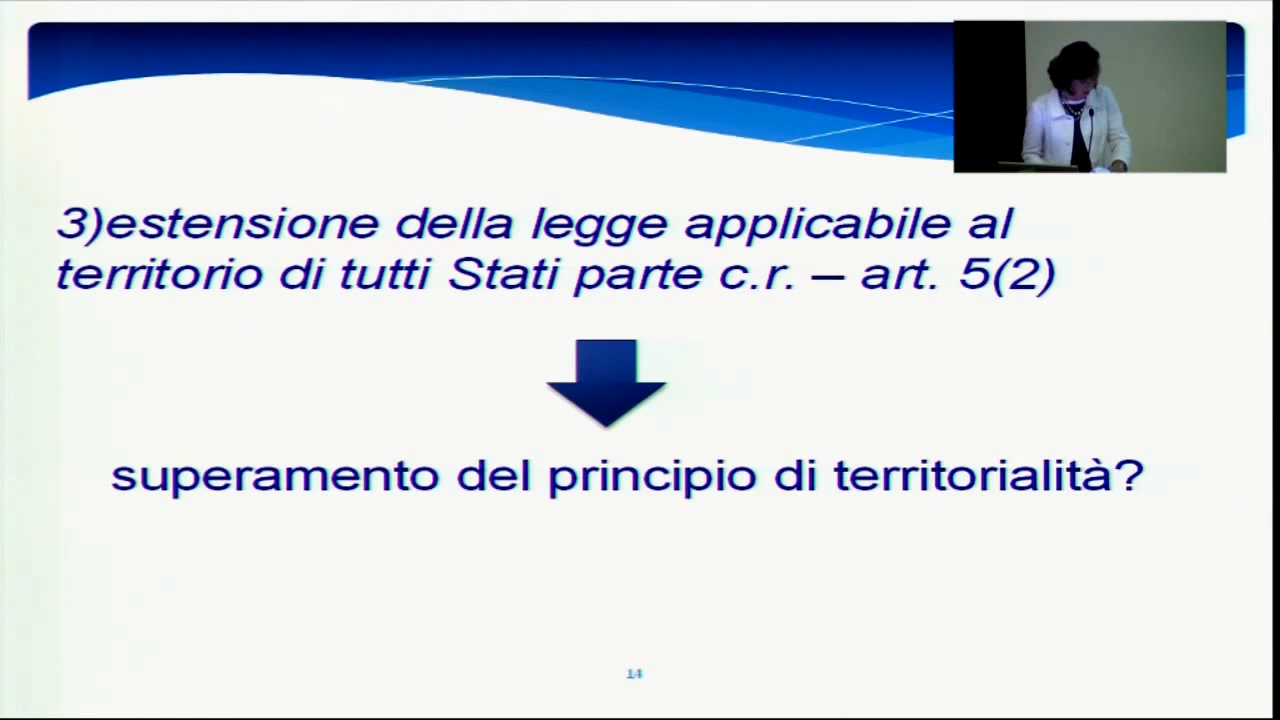 3)estensione della legge applicabile al
territorio di tutti Stati parte c.r. – art. 5(2)
superamento del principio di territorialità?
14